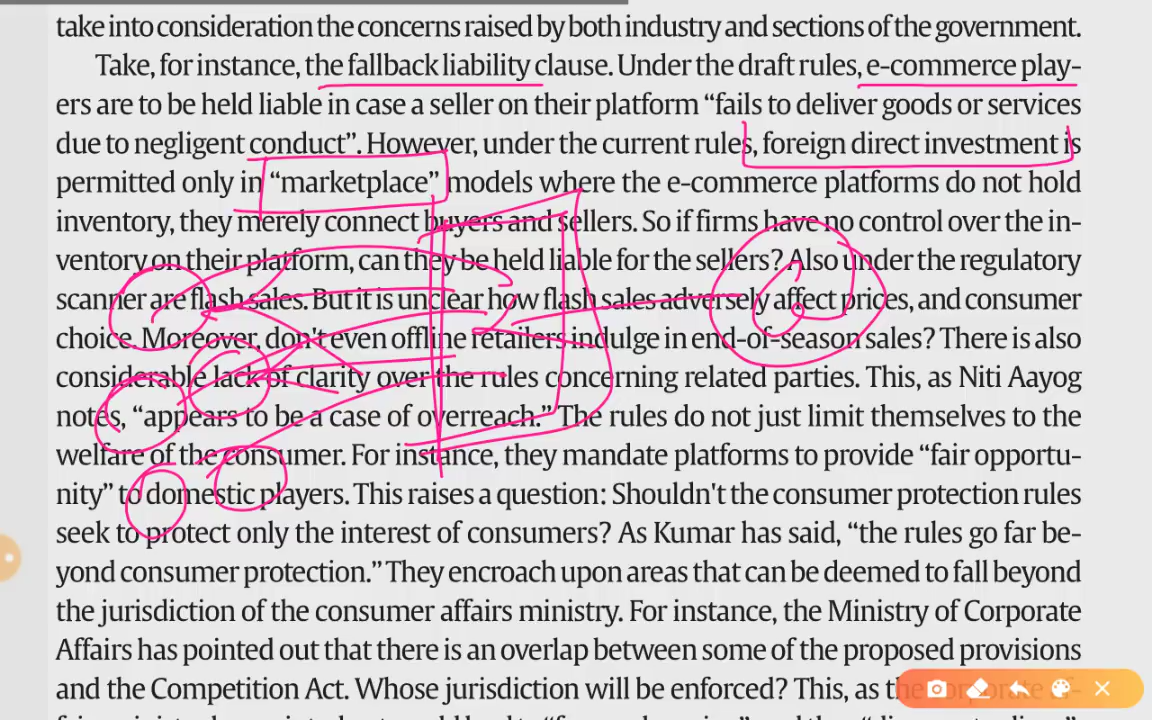 take into consideration the concerns raised by both industry and sections of the government.
Take, for instance, the fallback liability clause. Under the draft rules, e-commerce play-
ers are to be held liable in case a seller on their platform “fails to deliver goods or services
due to negligent conduct”. However, under the current rules, foreign direct investment is
permitted only in “marketplace” models where the e-commerce platforms do not hold
inventory, they merely connect buyers and sellers. So if firms have no control over the in-
ventory on their platform, can they be held liable for the sellers? Also under the regulatory
scanner are flash sales. But it is unclear how flash sales adversely affect prices, and consumer
choice. Moreover, don't even offline retailers indulge in end-of-season sales? There is also
considerable lack of clarity over the rules concerning related parties. This, as Niti Aayog
notes, “appears to be a case of overreach.” The rules do not just limit themselves to the
welfare of the consumer. For instance, they mandate platforms to provide “fair opportu-
nity” to domestic players. This raises a question: Shouldn't the consumer protection rules
seek to protect only the interest of consumers? As Kumar has said, “the rules go far be-
yond consumer protection.” They encroach upon areas that can be deemed to fall beyond
the jurisdiction of the consumer affairs ministry. For instance, the Ministry of Corporate
Affairs has pointed out that there is an overlap between some of the proposed provisions
and the Competition Act. Whose jurisdiction will be enforced? This, as the